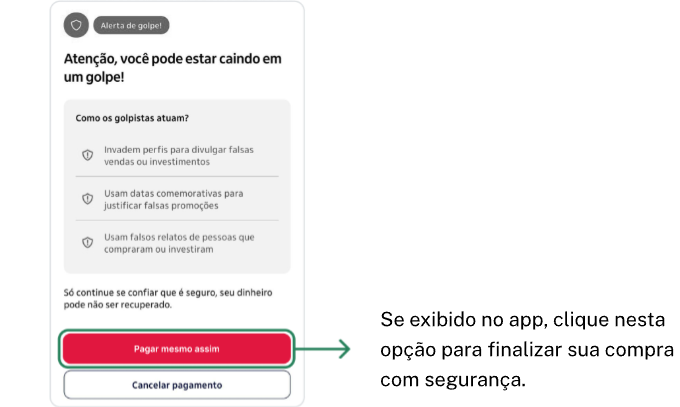 Alerta de golpe!
Atenção, você pode estar caindo em
um golpe!
Como os golpistas atuam?
Invadem perfis para divulgar falsas
vendas ou investimentos
Usam datas comemorativas para
justificar falsas promoções
Usam falsos relatos de pessoas que
compraram ou investiram
Só continue se confiar que é seguro, seu dinheiro
pode não ser recuperado.
Pagar mesmo assim
Cancelar pagamento
Se exibido no app, clique nesta
opção para finalizar sua compra
com segurança.